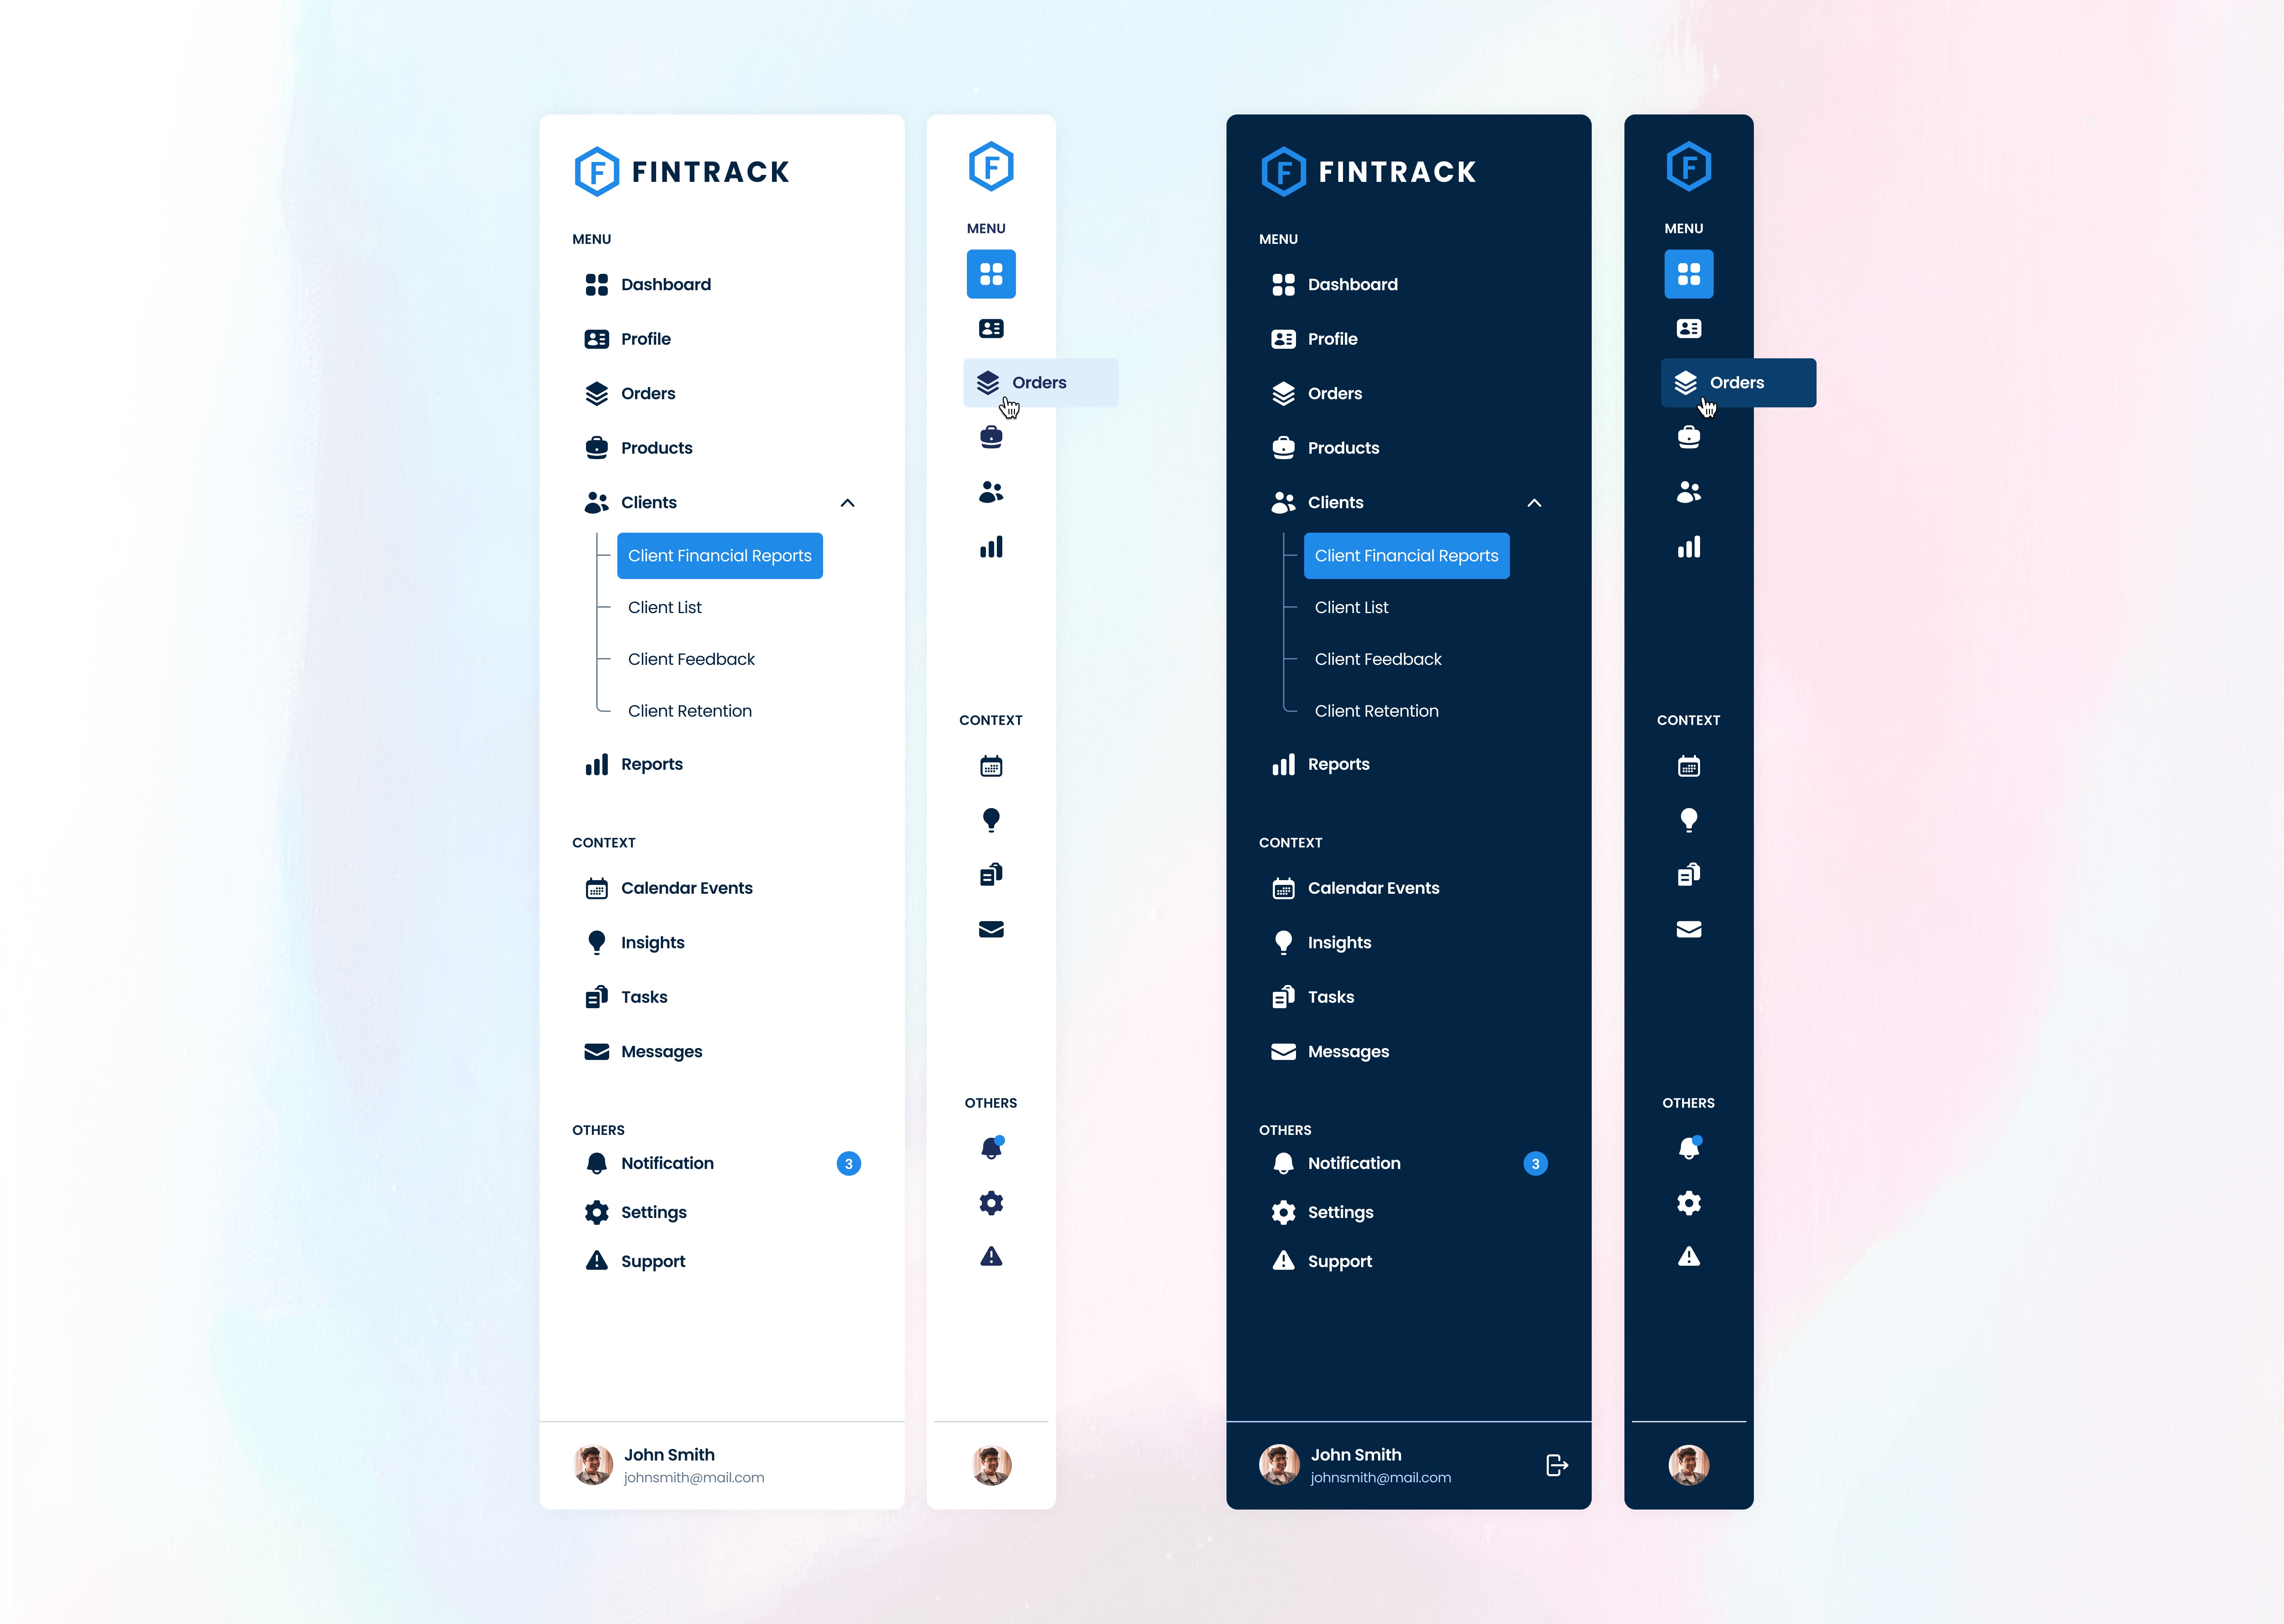 F FINTRACK
MENU
Dashboard
Profile
Orders
Products
Clients
Client Financial Reports
Client List
Client Feedback
Client Retention
Reports
CONTEXT
Calendar Events
Insights
Tasks
Messages
OTHERS
Notification 3
Settings
Support
John Smith
johnsmith@mail.com
F
MENU
Orders
CONTEXT
OTHERS
F FINTRACK
MENU
Dashboard
Profile
Orders
Products
Clients
Client Financial Reports
Client List
Client Feedback
Client Retention
Reports
CONTEXT
Calendar Events
Insights
Tasks
Messages
OTHERS
Notification 3
Settings
Support
John Smith
johnsmith@mail.com
F
MENU
Orders
CONTEXT
OTHERS